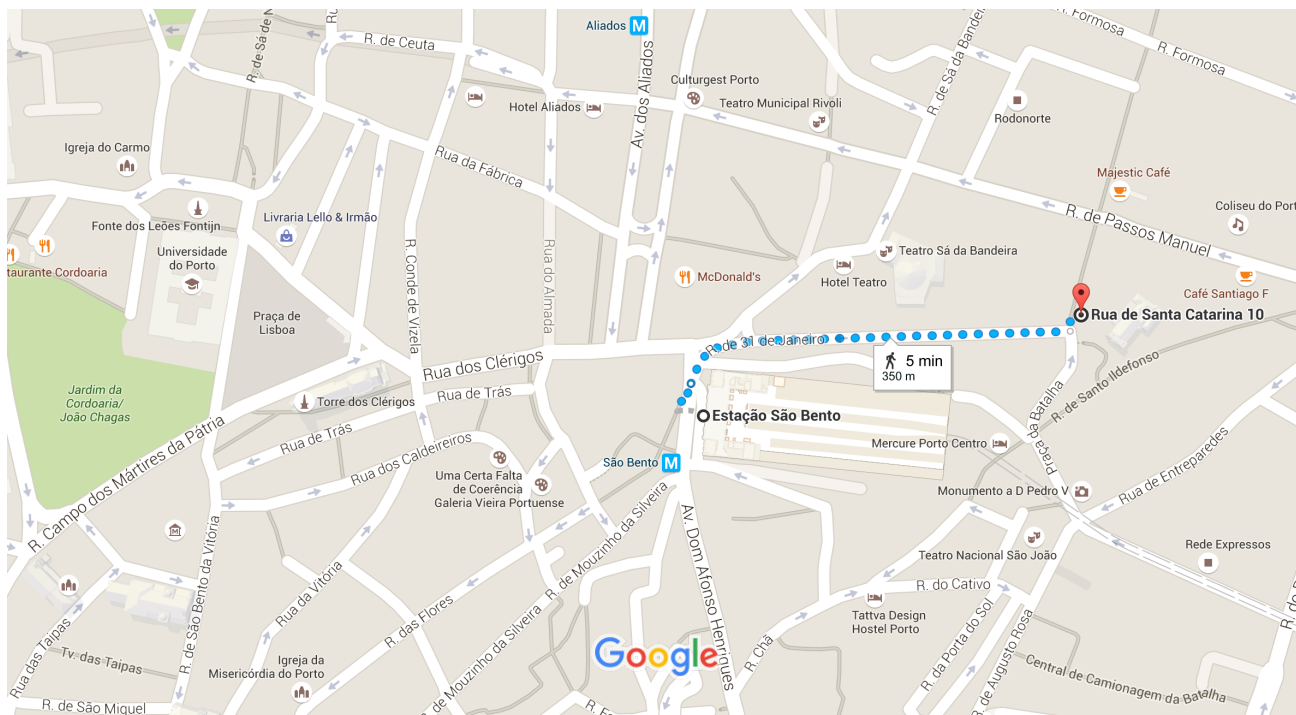 Aliados
M
R. de Ceuta
R. Formosa
R. Formosa
R. de Sá da Bandeira
Culturgest Porto
Hotel Aliados
Av. dos Aliados
Teatro Municipal Rivoli
Rodonorte
Igreja do Carmo
Rua da Fábrica
Majestic Café
Fonte dos Leões Fontijn
Livraria Lello & Irmão
R. de Passos Manuel
Coliseu do Port
taurante Cordoaria
Universidade
do Porto
R. Conde de Vizela
Rua do Almada
McDonald's
Teatro Sá da Bandeira
Hotel Teatro
Café Santiago F
Praça de
Lisboa
Rua de Santa Catarina 10
R. de 31 de Janeiro
5 min
350 m
Rua dos Clérigos
R. de Santo Ildefonso
Jardim da
Cordoaria/
João Chagas
Torre dos Clérigos
Rua de Trás
Rua de Trás
Estação São Bento
Praça da Batalha
Mercure Porto Centro
R. Campo dos Mártires da Pátria
Rua dos Caldeireiros
São Bento
M
Uma Certa Falta
de Coerência
Galeria Vieira Portuense
Monumento a D Pedro V
Rua de Entreparedes
R. de São Bento da Vitória
Rua da Vitória
R. de Mouzinho da Silveira
Av. Dom Afonso Henriques
Teatro Nacional São João
Rede Expressos
R. do Cativo
Tattva Design
Hostel Porto
R. das Flores
R. Chã
Rua das Taipas
Tv. das Taipas
Igreja da
Misericórdia do Porto
R. de Mouzinho da Silveira
Google
R. da Porta do Sol
R. de Augusto Rosa
Central de Camionagem da Batalha
R. de São Miguel